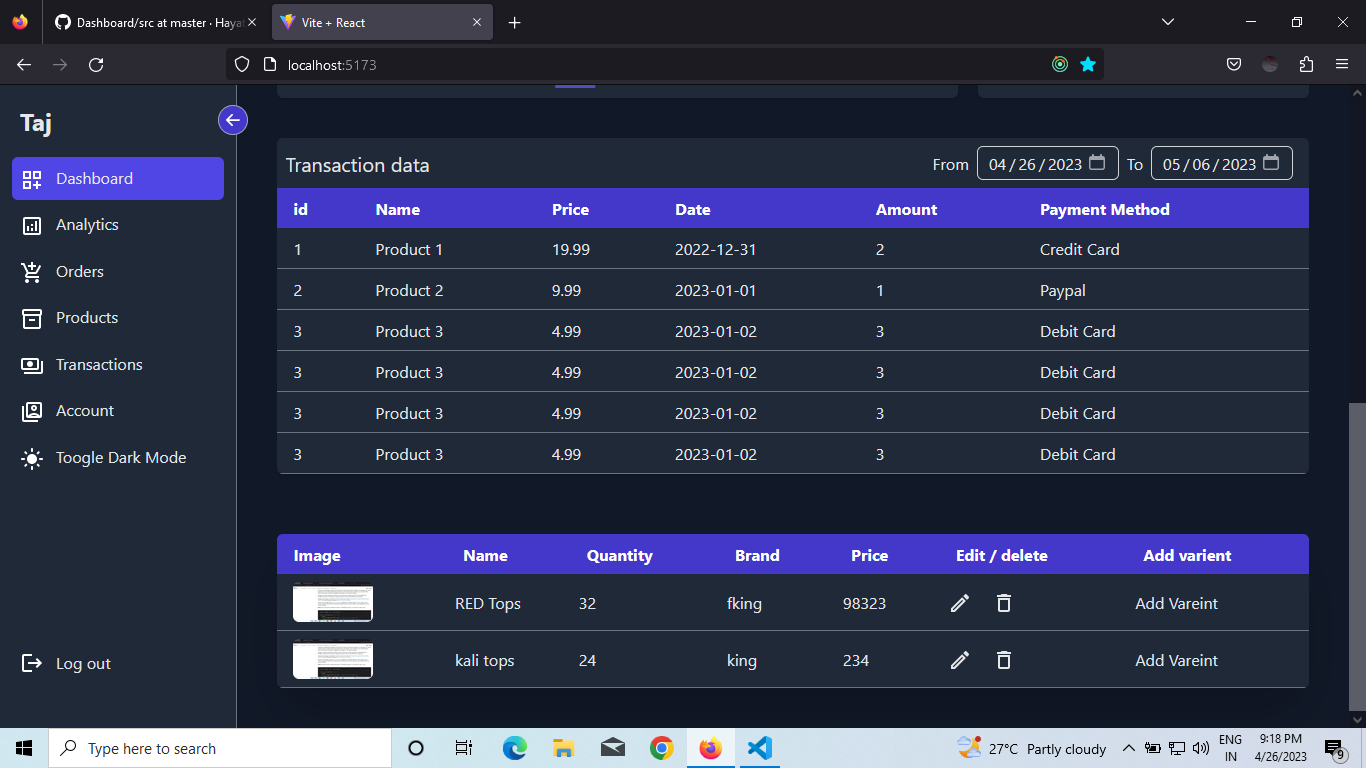 Dashboard/src at master · Haya
Vite + React
localhost:5173
Taj
Dashboard
Analytics
Orders
Products
Transactions
Account
Toogle Dark Mode
Log out
Transaction data From 04/26/2023 To 05/06/2023
id Name Price Date Amount Payment Method
1 Product 1 19.99 2022-12-31 2 Credit Card
2 Product 2 9.99 2023-01-01 1 Paypal
3 Product 3 4.99 2023-01-02 3 Debit Card
3 Product 3 4.99 2023-01-02 3 Debit Card
3 Product 3 4.99 2023-01-02 3 Debit Card
3 Product 3 4.99 2023-01-02 3 Debit Card
Image Name Quantity Brand Price Edit / delete Add varient
RED Tops 32 fking 98323 Add Vareint
kali tops 24 king 234 Add Vareint
Type here to search
27°C Partly cloudy
ENG
IN
9:18 PM
4/26/2023
9